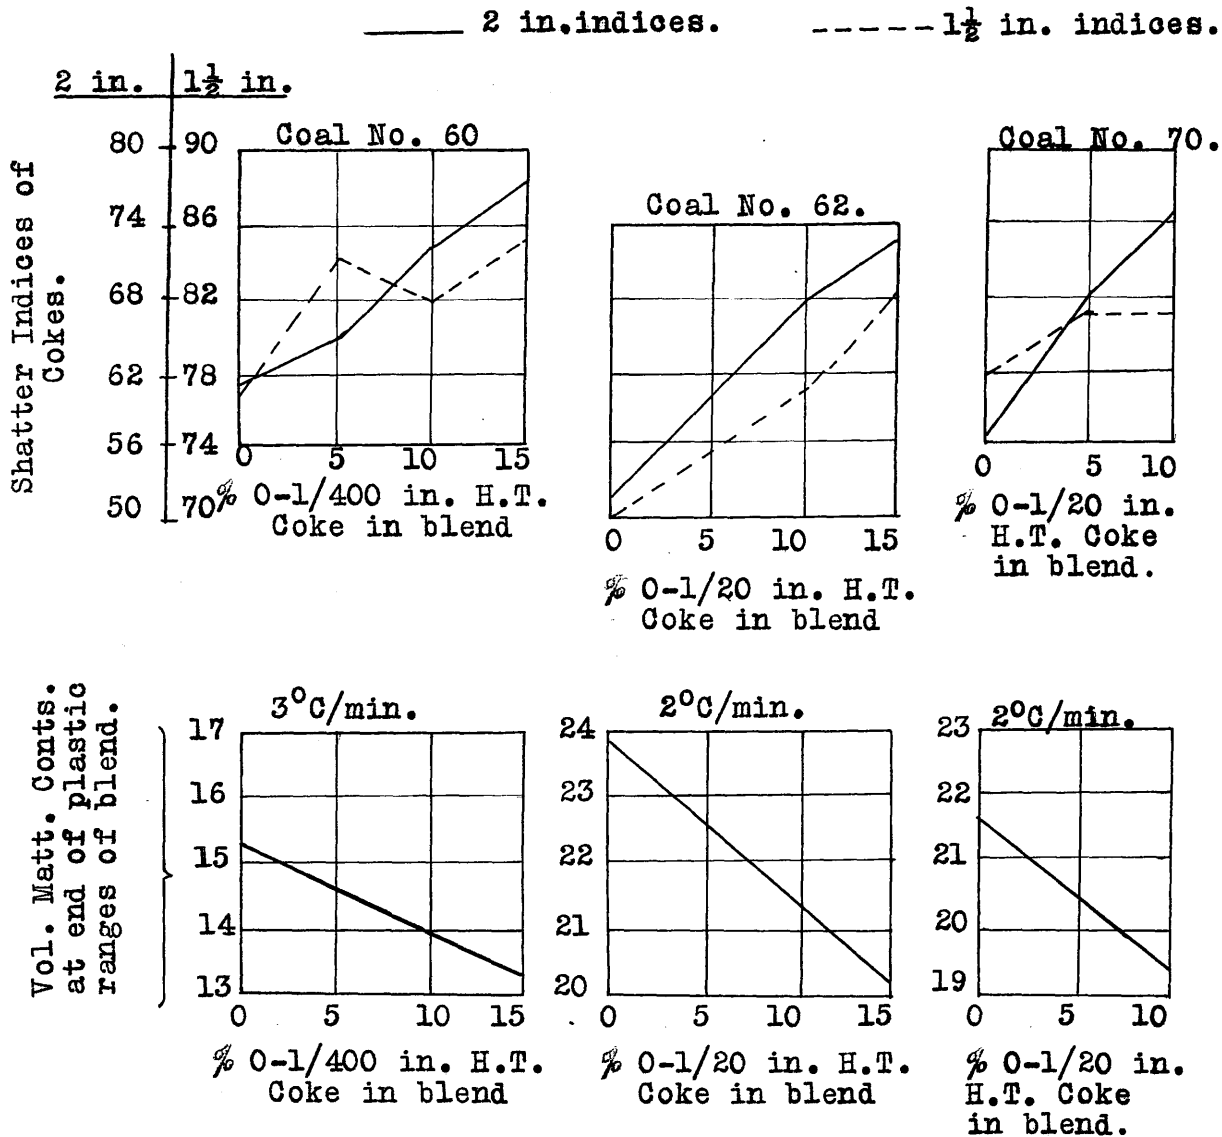 2 in.indices. 1½ in. indices.
2 in. 1½ in.
Shatter Indices of
Cokes.
80 90
74 86
68 82
62 78
56 74
50 70
Coal No. 60
0 5 10 15
% 0-1/400 in. H.T.
Coke in blend
Coal No. 62.
0 5 10 15
% 0-1/20 in. H.T.
Coke in blend
Coal No. 70.
0 5 10
% 0-1/20 in.
H.T. Coke
in blend.
Vol. Matt. Conts.
at end of plastic
ranges of blend.
3°C/min.
17
16
15
14
13
0 5 10 15
% 0-1/400 in. H.T.
Coke in blend
2°C/min.
24
23
22
21
20
0 5 10 15
% 0-1/20 in. H.T.
Coke in blend
2°C/min.
23
22
21
20
19
0 5 10
% 0-1/20 in.
H.T. Coke
in blend.